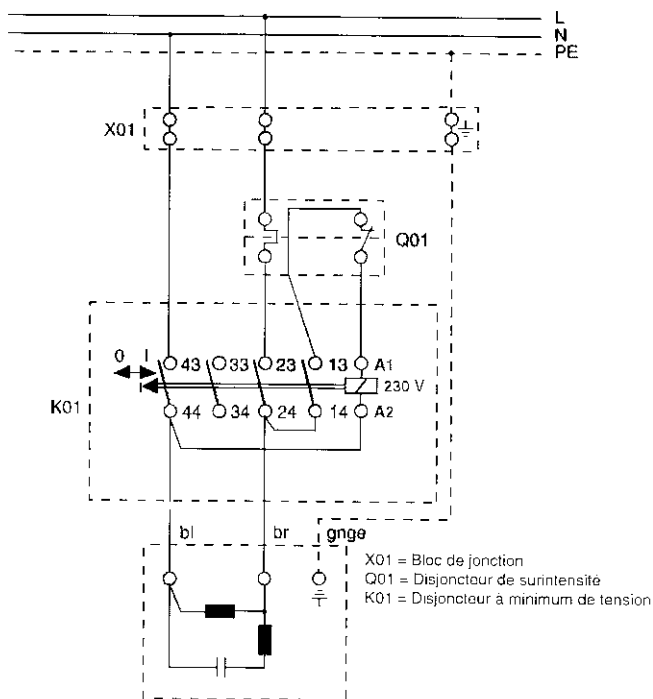 L
N
PE
X01
Q01
0 I
43 33 23 13 A1
230 V
K01
44 34 24 14 A2
bl br gnge
X01 = Bloc de jonction
Q01 = Disjoncteur de surintensité
K01 = Disjoncteur à minimum de tension